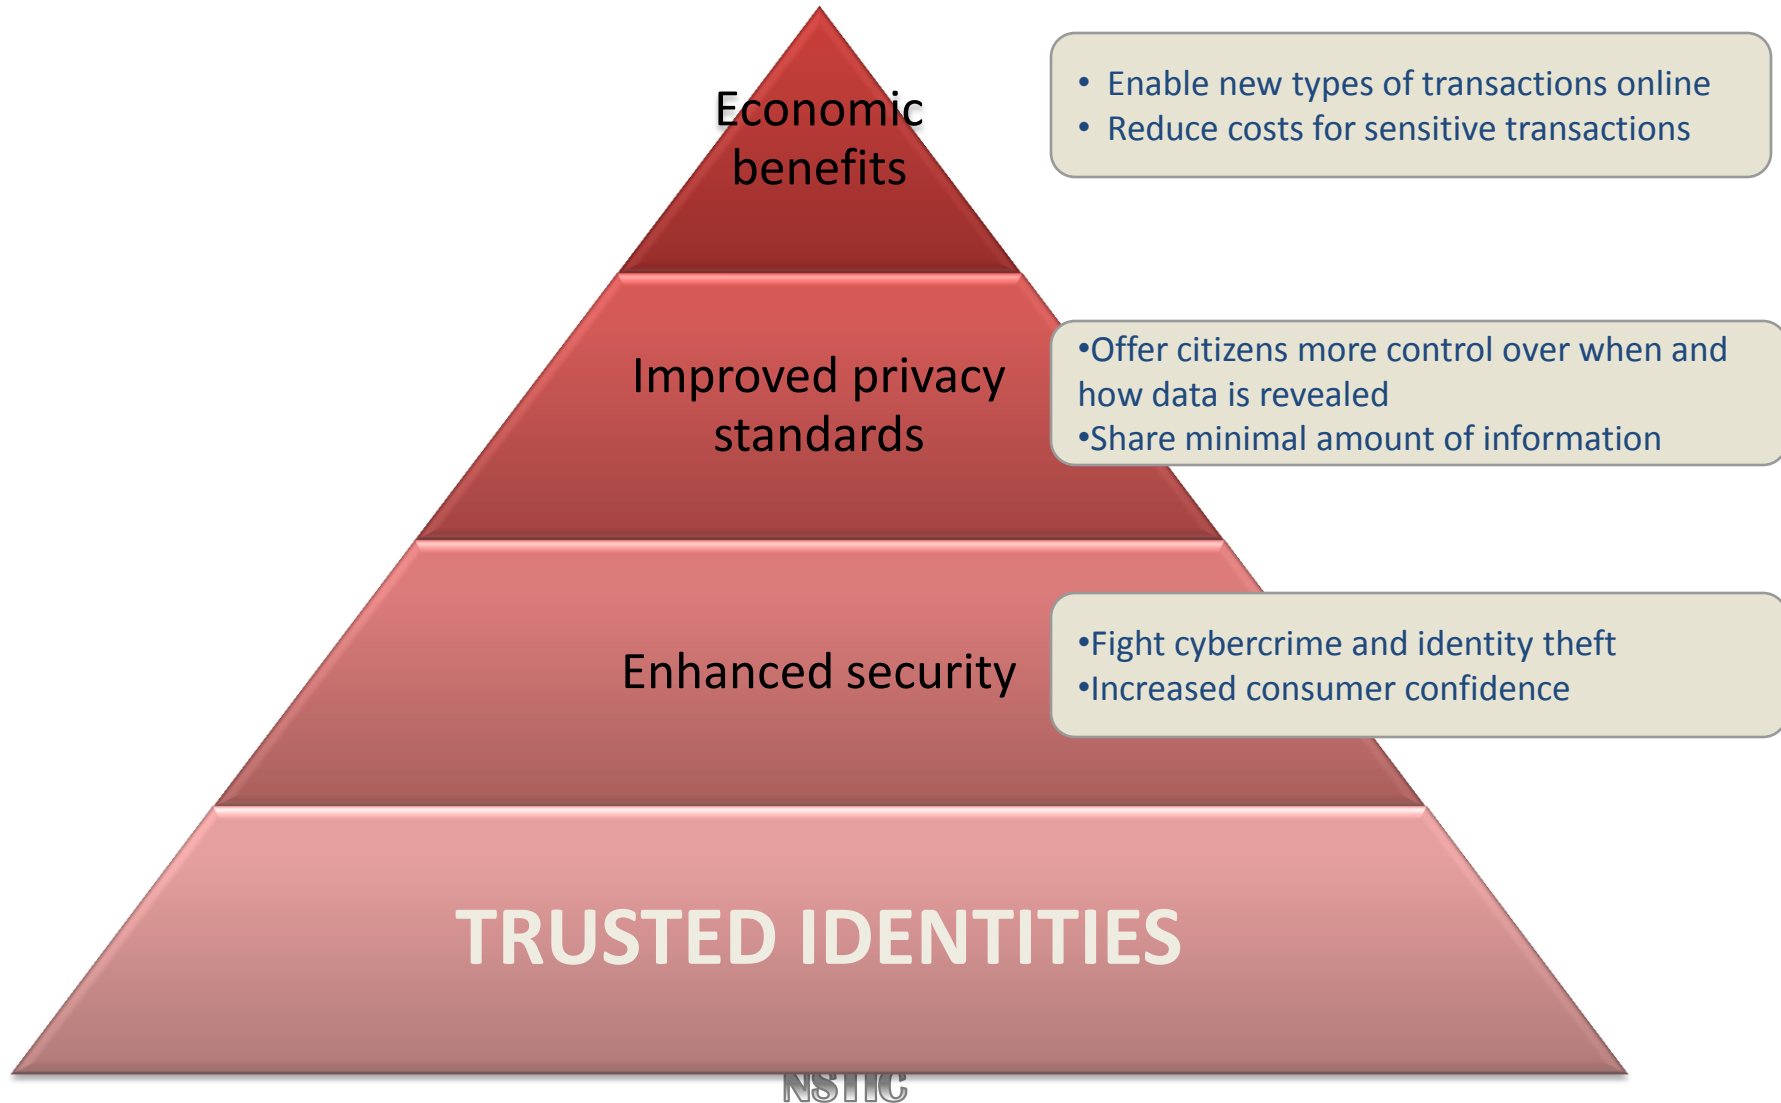 Economic
benefits
• Enable new types of transactions online
• Reduce costs for sensitive transactions
Improved privacy
standards
•Offer citizens more control over when and
how data is revealed
•Share minimal amount of information
Enhanced security
•Fight cybercrime and identity theft
•Increased consumer confidence
TRUSTED IDENTITIES
NSTIC